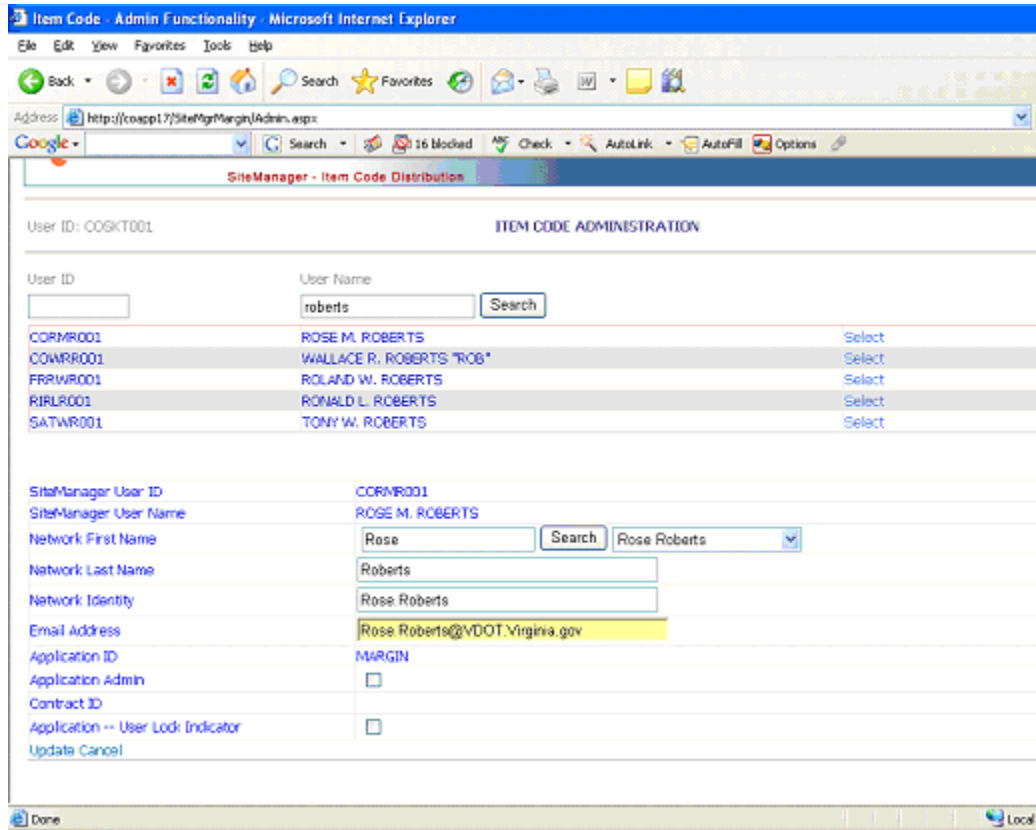 Item Code - Admin Functionality - Microsoft Internet Explorer
File Edit View Favorites Tools Help
Back Search Favorites
Address http://coapp17/SiteMgrMargin/Admin.aspx
Google Search 16 blocked Check AutoLink AutoFill Options
SiteManager - Item Code Distribution
User ID: COSKT001 ITEM CODE ADMINISTRATION
User ID User Name
roberts Search
CORMR001 ROSE M. ROBERTS Select
COWRR001 WALLACE R. ROBERTS "ROB" Select
FRRWR001 ROLAND W. ROBERTS Select
RIRLR001 RONALD L. ROBERTS Select
SATWR001 TONY W. ROBERTS Select
SiteManager User ID CORMR001
SiteManager User Name ROSE M. ROBERTS
Network First Name Rose Search Rose Roberts
Network Last Name Roberts
Network Identity Rose.Roberts
Email Address Rose.Roberts@VDOT.Virginia.gov
Application ID MARGIN
Application Admin
Contract ID
Application -- User Lock Indicator
Update Cancel
Done Local